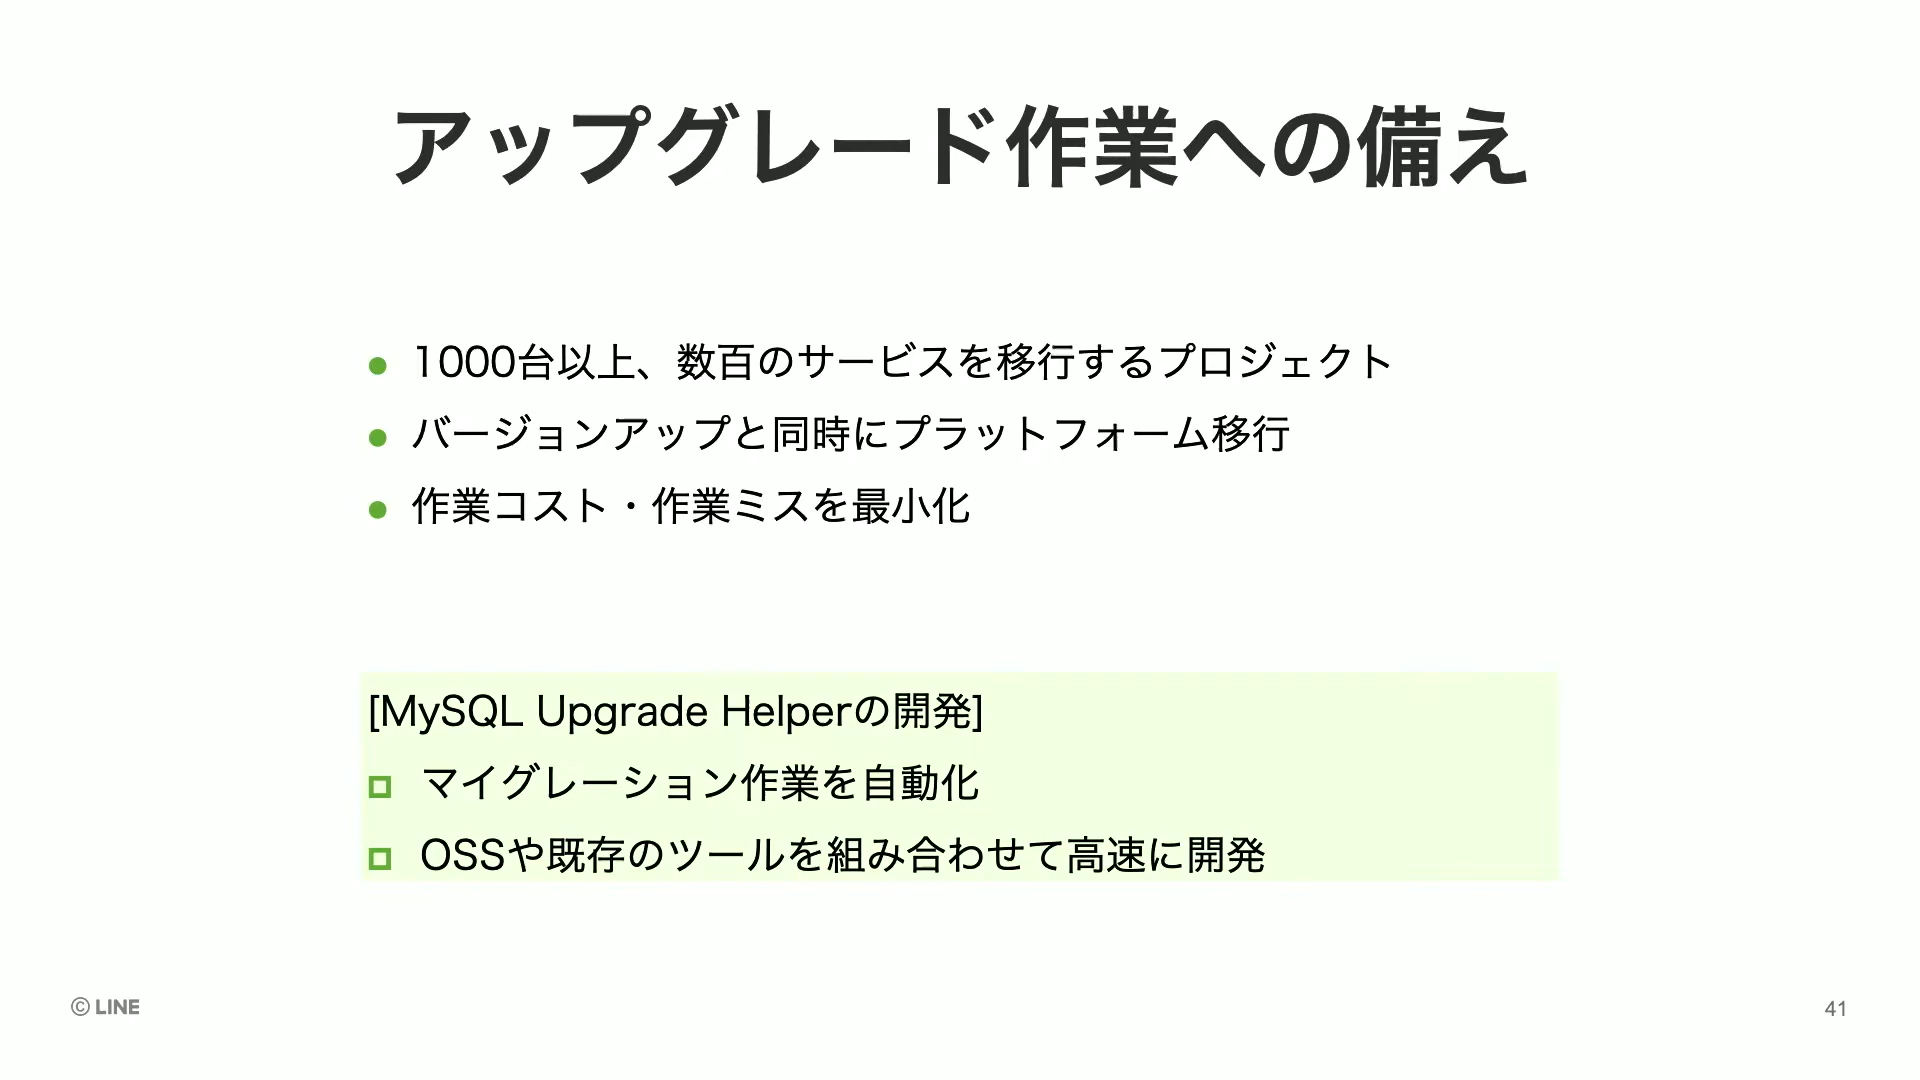 アップグレード作業への備え
● 1000台以上、数百のサービスを移行するプロジェクト
● バージョンアップと同時にプラットフォーム移行
● 作業コスト・作業ミスを最小化
[MySQL Upgrade Helperの開発]
マイグレーション作業を自動化
OSSや既存のツールを組み合わせて高速に開発
© LINE
41